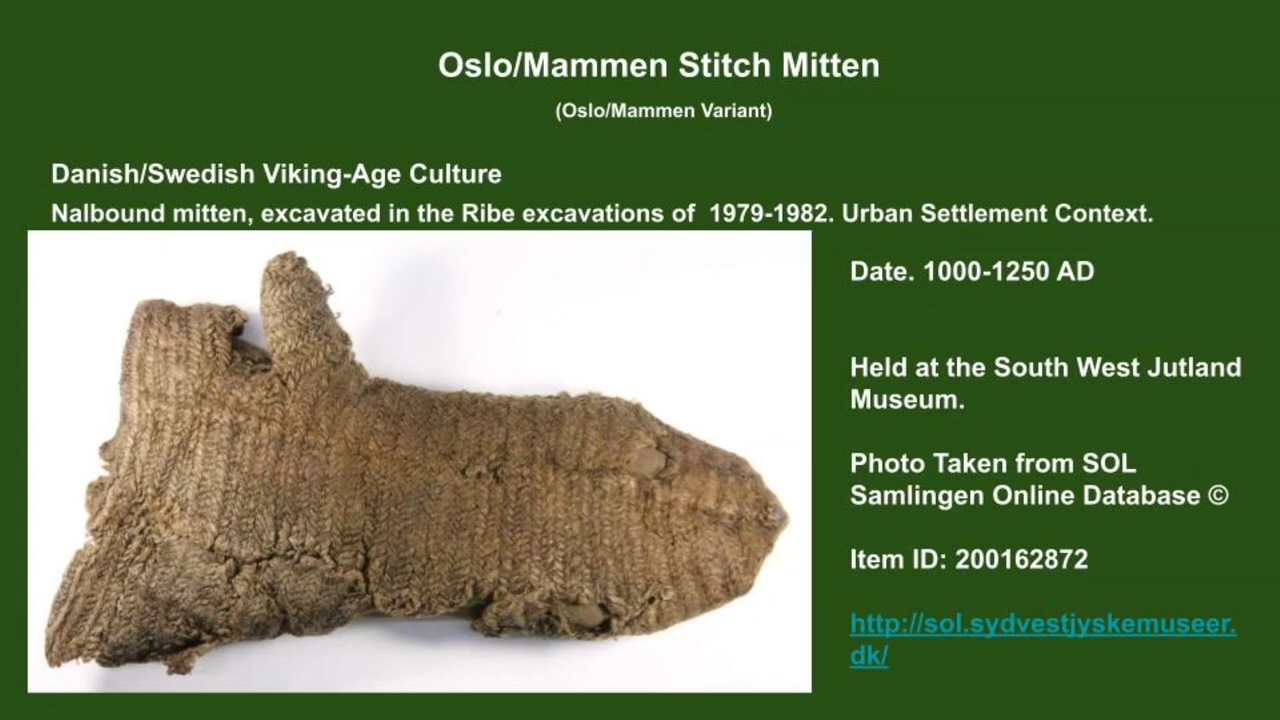 Oslo/Mammen Stitch Mitten
(Oslo/Mammen Variant)
Danish/Swedish Viking-Age Culture
Nalbound mitten, excavated in the Ribe excavations of  1979-1982. Urban Settlement Context.
Date. 1000-1250 AD
Held at the South West Jutland
Museum.
Photo Taken from SOL
Samlingen Online Database ©
Item ID: 200162872
http://sol.sydvestjyskemuseer.
dk/